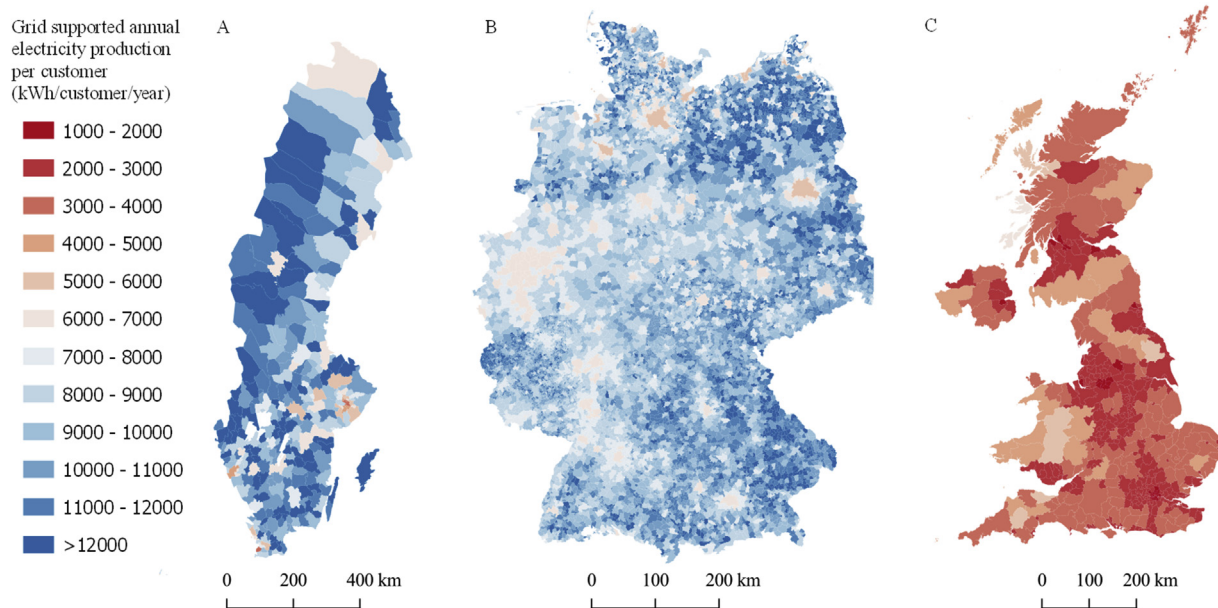 Grid supported annual
electricity production
per customer
(kWh/customer/year)
1000 - 2000
2000 - 3000
3000 - 4000
4000 - 5000
5000 - 6000
6000 - 7000
7000 - 8000
8000 - 9000
9000 - 10000
10000 - 11000
11000 - 12000
>12000
A
0 200 400 km
B
0 100 200 km
C
0 100 200 km